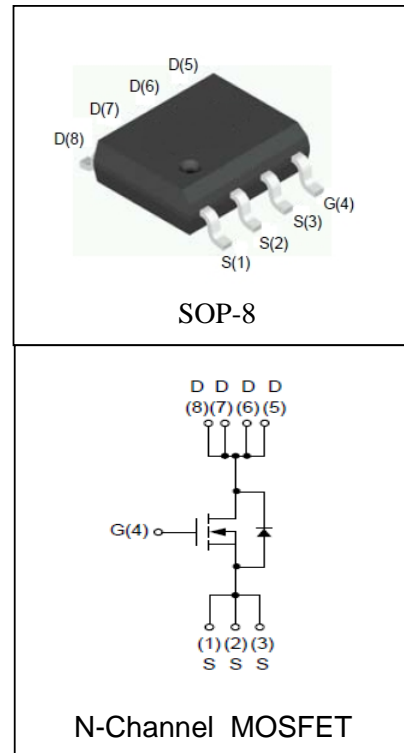 D(5)
D(6)
D(7)
D(8)
G(4)
S(3)
S(2)
S(1)
SOP-8
D D D D
(8)(7) (6)(5)
G(4)
(1) (2) (3)
S S S
N-Channel MOSFET